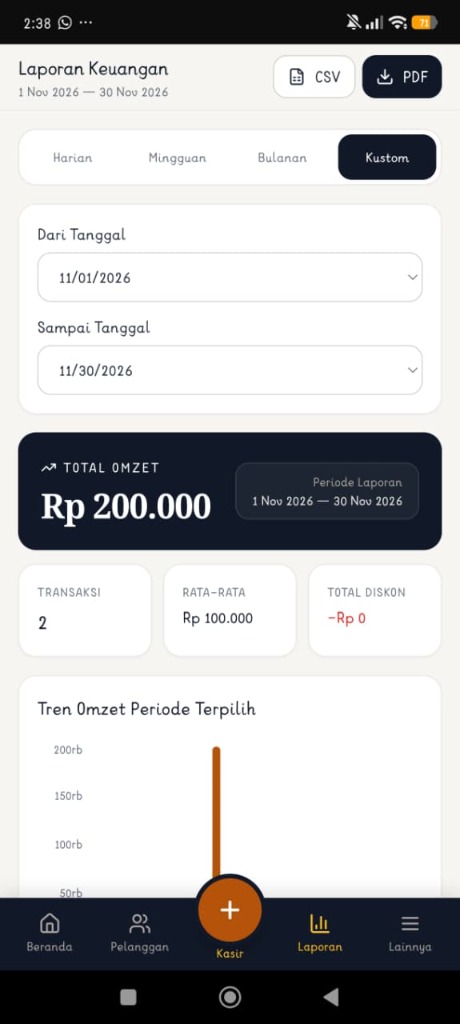 2:38
71
Laporan Keuangan
1 Nov 2026 — 30 Nov 2026
CSV
PDF
Harian
Mingguan
Bulanan
Kustom
Dari Tanggal
11/01/2026
Sampai Tanggal
11/30/2026
TOTAL OMZET
Rp 200.000
Periode Laporan
1 Nov 2026 — 30 Nov 2026
TRANSAKSI
2
RATA-RATA
Rp 100.000
TOTAL DISKON
-Rp 0
Tren Omzet Periode Terpilih
200rb
150rb
100rb
50rb
Beranda
Pelanggan
Kasir
Laporan
Lainnya